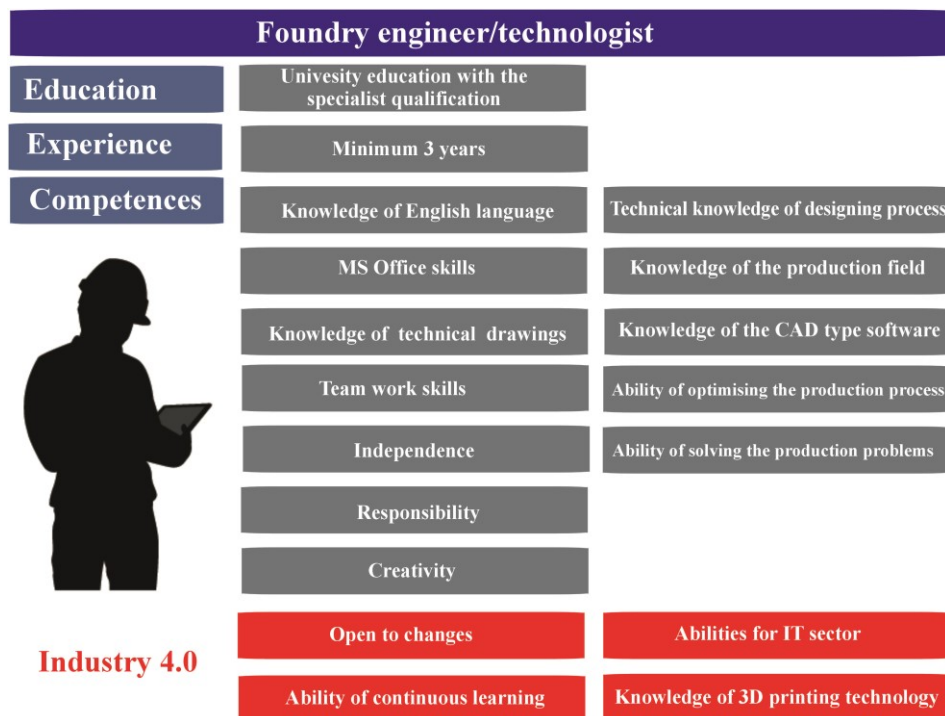 Foundry engineer/technologist
Education
Univesity education with the
specialist qualification
Experience
Minimum 3 years
Competences
Knowledge of English language
Technical knowledge of designing process
MS Office skills
Knowledge of the production field
Knowledge of technical drawings
Knowledge of the CAD type software
Team work skills
Ability of optimising the production process
Independence
Ability of solving the production problems
Responsibility
Creativity
Industry 4.0
Open to changes
Abilities for IT sector
Ability of continuous learning
Knowledge of 3D printing technology